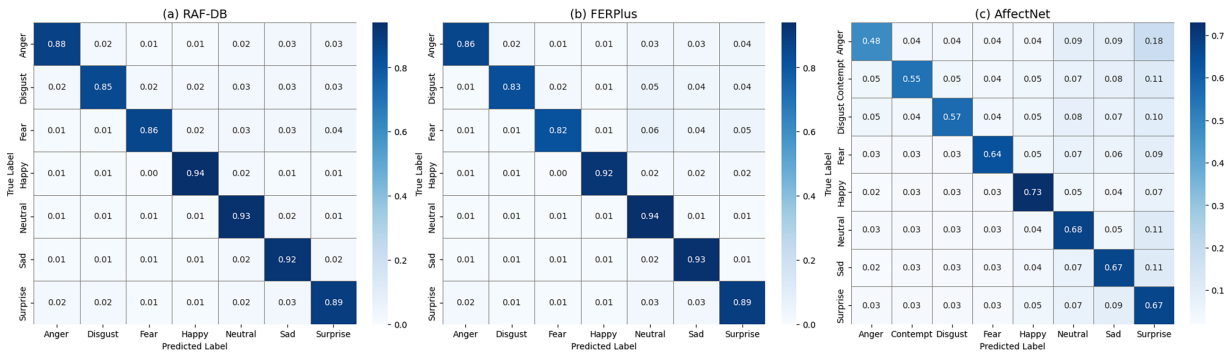 (a) RAF-DB
True Label
Anger 0.88 0.02 0.01 0.01 0.02 0.03 0.03
Disgust 0.02 0.85 0.01 0.02 0.03 0.04 0.03
Fear 0.01 0.01 0.86 0.02 0.03 0.03 0.04
Happy 0.01 0.01 0.00 0.94 0.02 0.01 0.01
Neutral 0.01 0.01 0.01 0.01 0.93 0.02 0.01
Sad 0.01 0.01 0.01 0.01 0.02 0.92 0.02
Surprise 0.02 0.02 0.01 0.01 0.02 0.03 0.89
Anger Disgust Fear Happy Neutral Sad Surprise
Predicted Label
0.8
0.6
0.4
0.2
0.0
(b) FERPlus
True Label
Anger 0.86 0.02 0.01 0.01 0.03 0.03 0.04
Disgust 0.02 0.83 0.02 0.01 0.05 0.04 0.04
Fear 0.01 0.01 0.82 0.01 0.06 0.04 0.05
Happy 0.01 0.01 0.00 0.92 0.02 0.02 0.02
Neutral 0.01 0.01 0.01 0.01 0.94 0.01 0.01
Sad 0.01 0.01 0.01 0.01 0.02 0.93 0.01
Surprise 0.02 0.01 0.01 0.01 0.03 0.03 0.89
Anger Disgust Fear Happy Neutral Sad Surprise
Predicted Label
0.8
0.6
0.4
0.2
0.0
(c) AffectNet
True Label
Anger 0.48 0.04 0.04 0.04 0.04 0.09 0.09 0.18
Contempt 0.05 0.55 0.05 0.04 0.05 0.07 0.08 0.11
Disgust 0.05 0.04 0.57 0.04 0.05 0.08 0.07 0.10
Fear 0.03 0.03 0.03 0.64 0.05 0.07 0.06 0.09
Happy 0.02 0.03 0.03 0.03 0.73 0.05 0.04 0.07
Neutral 0.03 0.03 0.03 0.03 0.04 0.68 0.05 0.11
Sad 0.02 0.03 0.03 0.03 0.04 0.07 0.67 0.11
Surprise 0.03 0.03 0.03 0.03 0.05 0.07 0.09 0.67
Anger Contempt Disgust Fear Happy Neutral Sad Surprise
Predicted Label
0.7
0.6
0.5
0.4
0.3
0.2
0.1